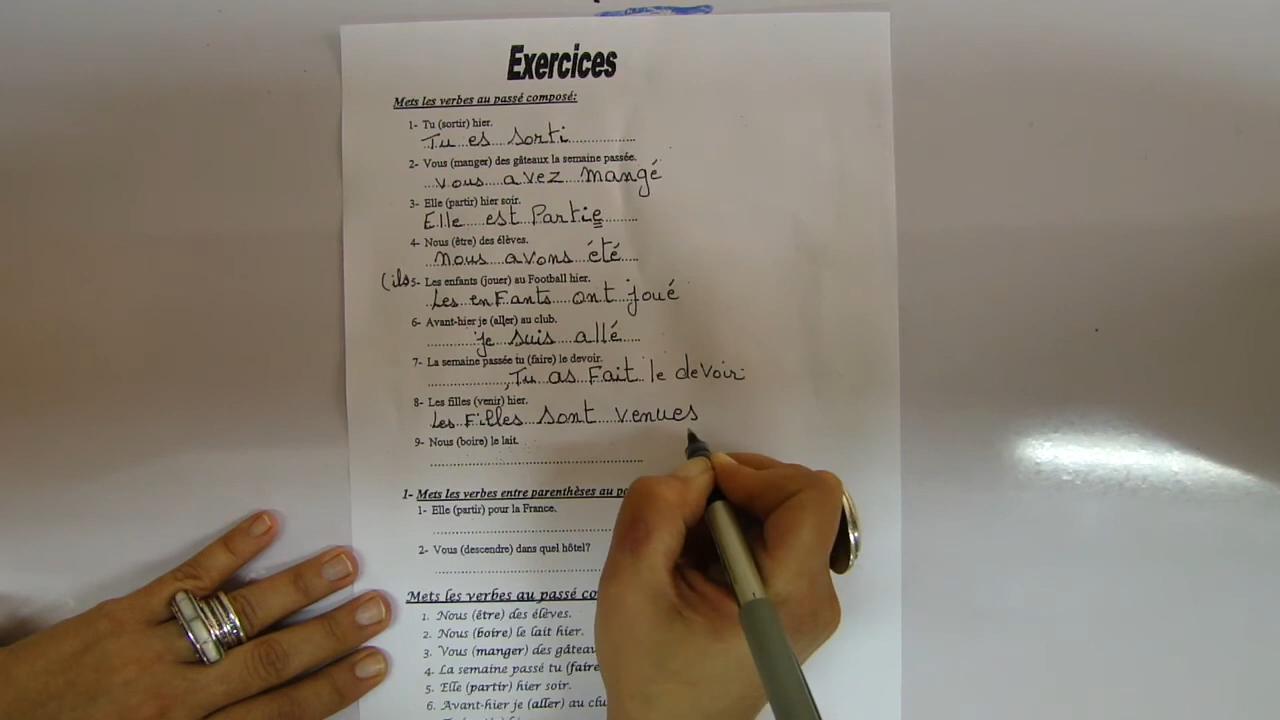 Exercices
Mets les verbes au passé composé:
1- Tu (sortir) hier.
Tu es sorti
2- Vous (manger) des gâteaux la semaine passée.
Vous avez mangé
3- Elle (partir) hier soir.
Elle est Partie
4- Nous (être) des élèves.
nous avons été
(ils
5- Les enfants (jouer) au Football hier.
Les enFants ont joué
6- Avant-hier je (aller) au club.
je suis allé
7- La semaine passée tu (faire) le devoir.
,Tu as Fait le devoir
8- Les filles (venir) hier.
Les Filles sont venues
9- Nous (boire) le lait.
1- Mets les verbes entre parenthèses au
1- Elle (partir) pour la France.
2- Vous (descendre) dans quel hôtel?
Mets les verbes au passé co
1. Nous (être) des élèves.
2. Nous (boire) le lait hier.
3. Vous (manger) des gâteau
4. La semaine passé tu (faire
5. Elle (partir) hier soir.
6. Avant-hier je (aller) au clu